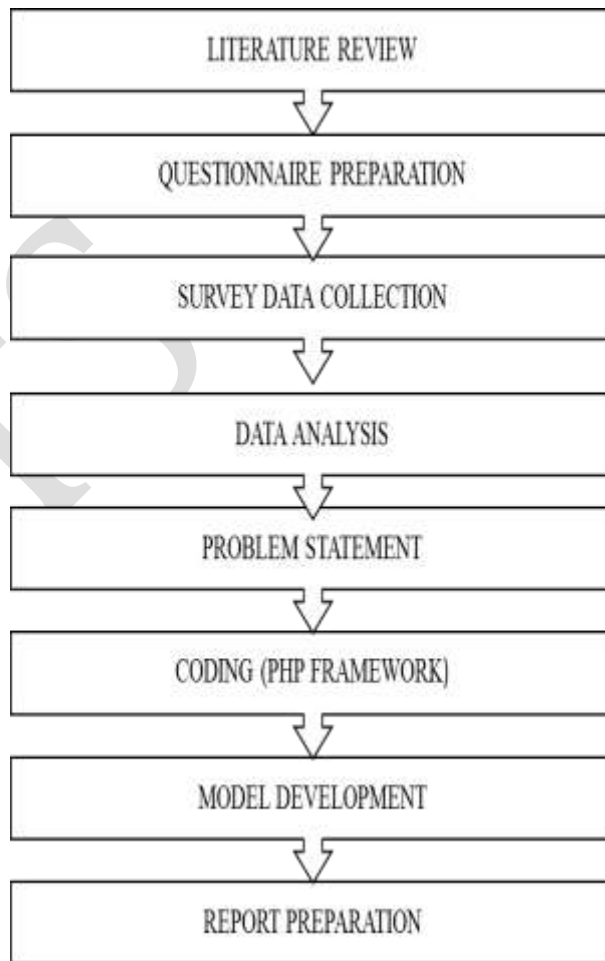 LITERATURE REVIEW
QUESTIONNAIRE PREPARATION
SURVEY DATA COLLECTION
DATA ANALYSIS
PROBLEM STATEMENT
CODING (PHP FRAMEWORK)
MODEL DEVELOPMENT
REPORT PREPARATION